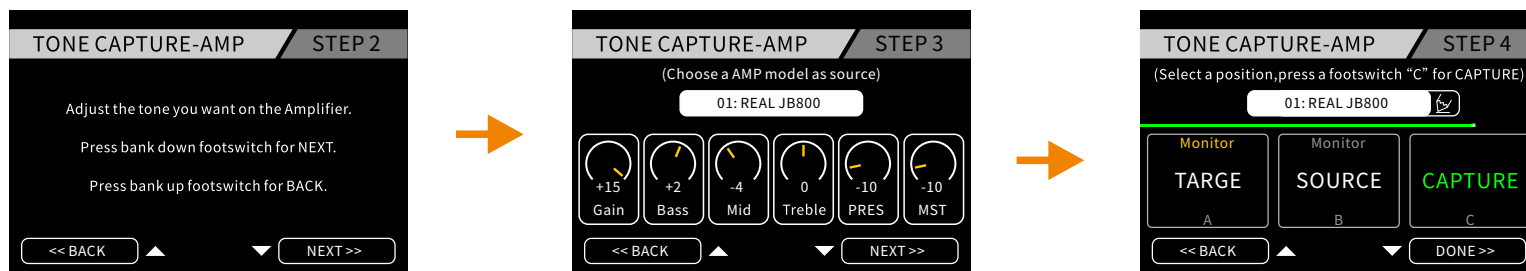 TONE CAPTURE-AMP STEP 2
Adjust the tone you want on the Amplifier.
Press bank down footswitch for NEXT.
Press bank up footswitch for BACK.
<< BACK NEXT >>
TONE CAPTURE-AMP STEP 3
(Choose a AMP model as source)
01: REAL JB800
+15 +2 -4 0 -10 -10
Gain Bass Mid Treble PRES MST
<< BACK NEXT >>
TONE CAPTURE-AMP STEP 4
(Select a position,press a footswitch “C” for CAPTURE)
01: REAL JB800
Monitor Monitor
TARGE SOURCE CAPTURE
A B C
<< BACK DONE >>